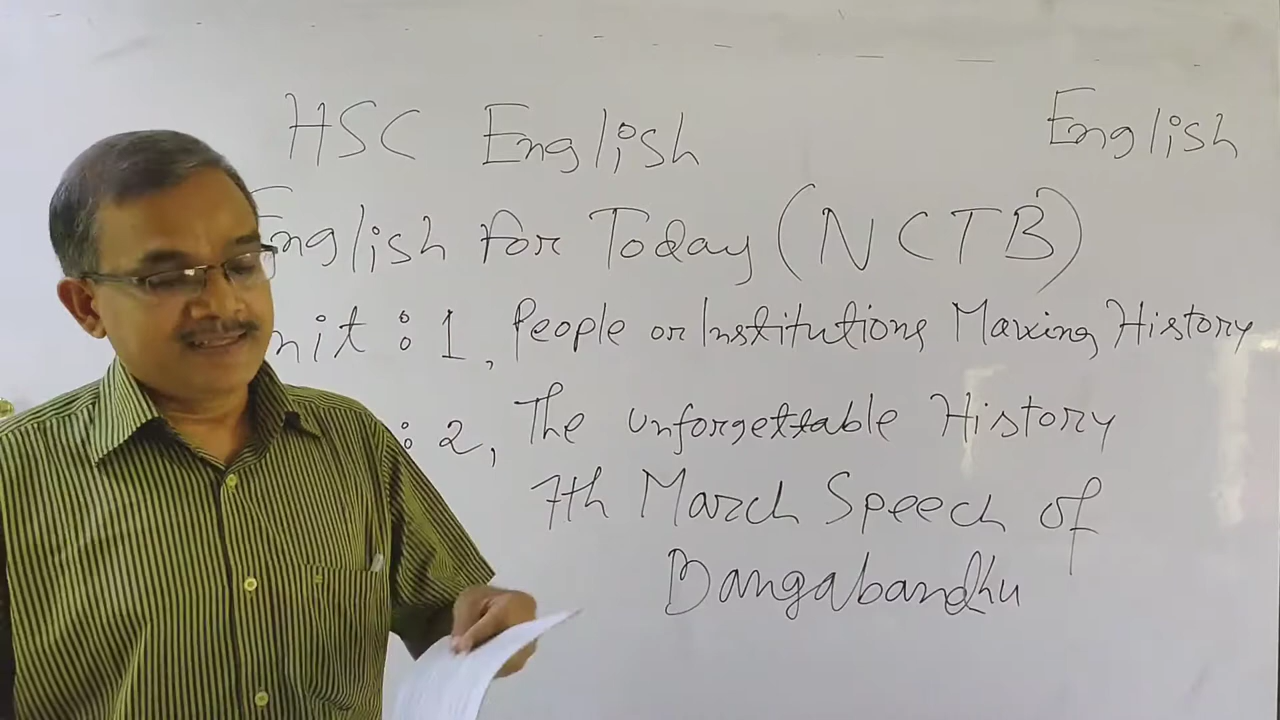 HSC English English
English for Today (NCTB)
nit : 1, People or Institutions Making History
: 2, The Unforgettable History
7th March Speech of
Bangabandhu